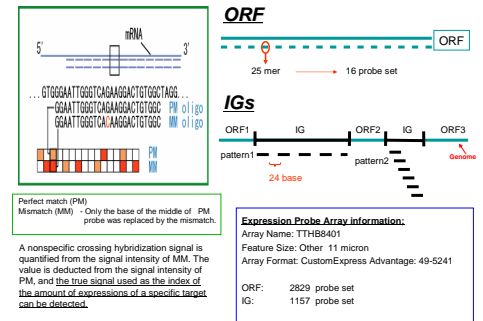 mRNA
5' 3'
...GTGGGAATTGGGTCAGAAGGACTGTGGCTAGG...
GGAATTGGGTCAGAAGGACTGTGGC PM oligo
GGAATTGGGTCACAAGGACTGTGGC MM oligo
PM
MM
Perfect match (PM)
Mismatch (MM) - Only the base of the middle of PM
probe was replaced by the mismatch.
A nonspecific crossing hybridization signal is
quantified from the signal intensity of MM. The
value is deducted from the signal intensity of
PM, and the true signal used as the index of
the amount of expressions of a specific target
can be detected.
ORF
ORF
25 mer 16 probe set
IGs
ORF1 IG ORF2 IG ORF3
Genome
pattern1 pattern2
24 base
Expression Probe Array information:
Array Name: TTHB8401
Feature Size: Other 11 micron
Array Format: CustomExpress Advantage: 49-5241
ORF: 2829 probe set
IG: 1157 probe set